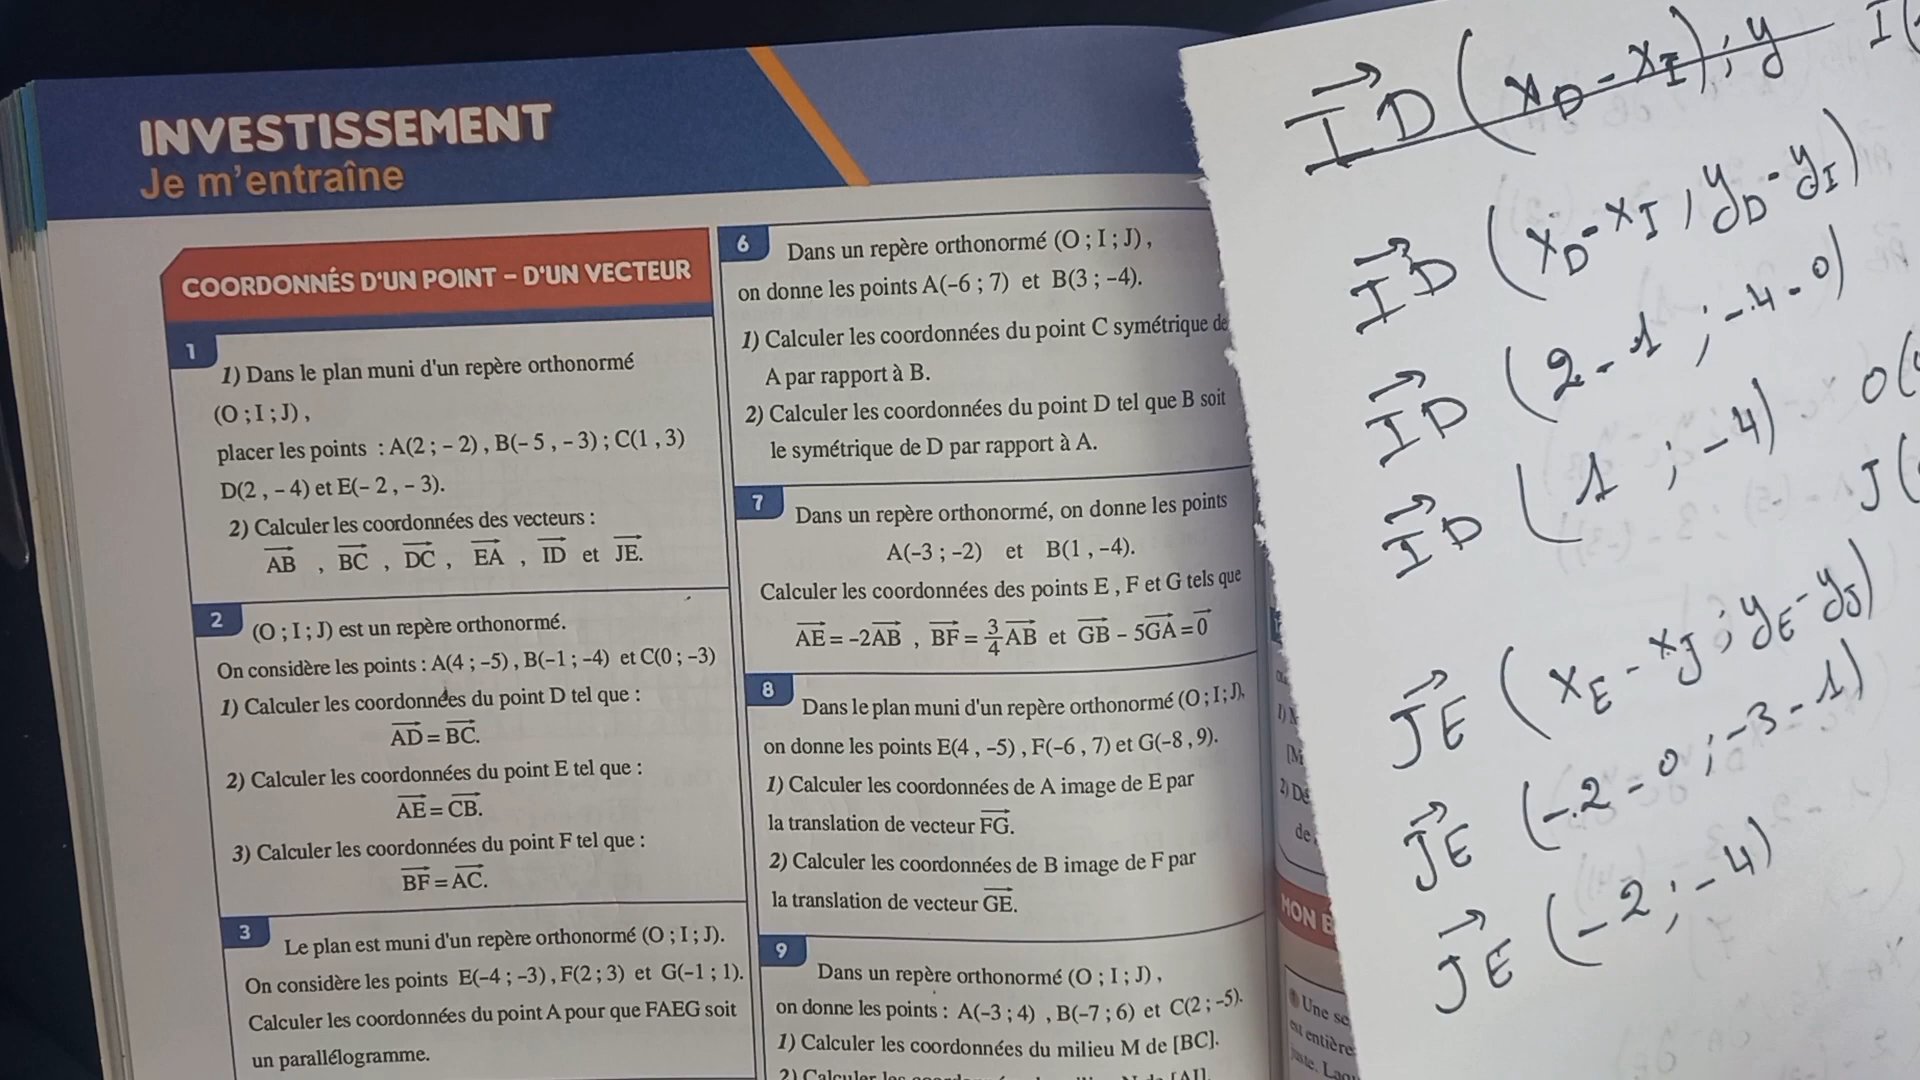 INVESTISSEMENT
Je m'entraîne
COORDONNÉS D'UN POINT – D'UN VECTEUR
1
1) Dans le plan muni d'un repère orthonormé
(O ; I ; J) ,
placer les points : A(2 ; – 2) , B(– 5 , – 3) ; C(1 , 3)
D(2 , – 4) et E(– 2 , – 3).
2) Calculer les coordonnées des vecteurs :
AB→ , BC→ , DC→ , EA→ , ID→ et JE→.
2
(O ; I ; J) est un repère orthonormé.
On considère les points : A(4 ; –5) , B(–1 ; –4) et C(0 ; –3)
1) Calculer les coordonnées du point D tel que :
AD→ = BC→.
2) Calculer les coordonnées du point E tel que :
AE→ = CB→.
3) Calculer les coordonnées du point F tel que :
BF→ = AC→.
3
Le plan est muni d'un repère orthonormé (O ; I ; J).
On considère les points E(–4 ; –3) , F(2 ; 3) et G(–1 ; 1).
Calculer les coordonnées du point A pour que FAEG soit
un parallélogramme.
6
Dans un repère orthonormé (O ; I ; J) ,
on donne les points A(–6 ; 7) et B(3 ; –4).
1) Calculer les coordonnées du point C symétrique de
A par rapport à B.
2) Calculer les coordonnées du point D tel que B soit
le symétrique de D par rapport à A.
7
Dans un repère orthonormé, on donne les points
A(–3 ; –2) et B(1 , –4).
Calculer les coordonnées des points E , F et G tels que
AE→ = -2AB→ , BF→ = 3/4 AB→ et GB→ – 5GA→ = 0→
8
Dans le plan muni d'un repère orthonormé (O ; I ; J),
on donne les points E(4 , –5) , F(–6 , 7) et G(–8 , 9).
1) Calculer les coordonnées de A image de E par
la translation de vecteur FG→.
2) Calculer les coordonnées de B image de F par
la translation de vecteur GE→.
9
Dans un repère orthonormé (O ; I ; J) ,
on donne les points : A(–3 ; 4) , B(–7 ; 6) et C(2 ; –5).
1) Calculer les coordonnées du milieu M de [BC].
MON
Une se
ID→ (xD - xI) ; y I(
ID→ (xD - xI ; yD - yI)
ID→ (2 - 1 ; -4 - 0)
O(
ID→ (1 ; -4)
J(
JE→ (xE - xJ ; yE - yJ)
JE→ (-2 - 0 ; -3 - 1)
JE→ (-2 ; -4)